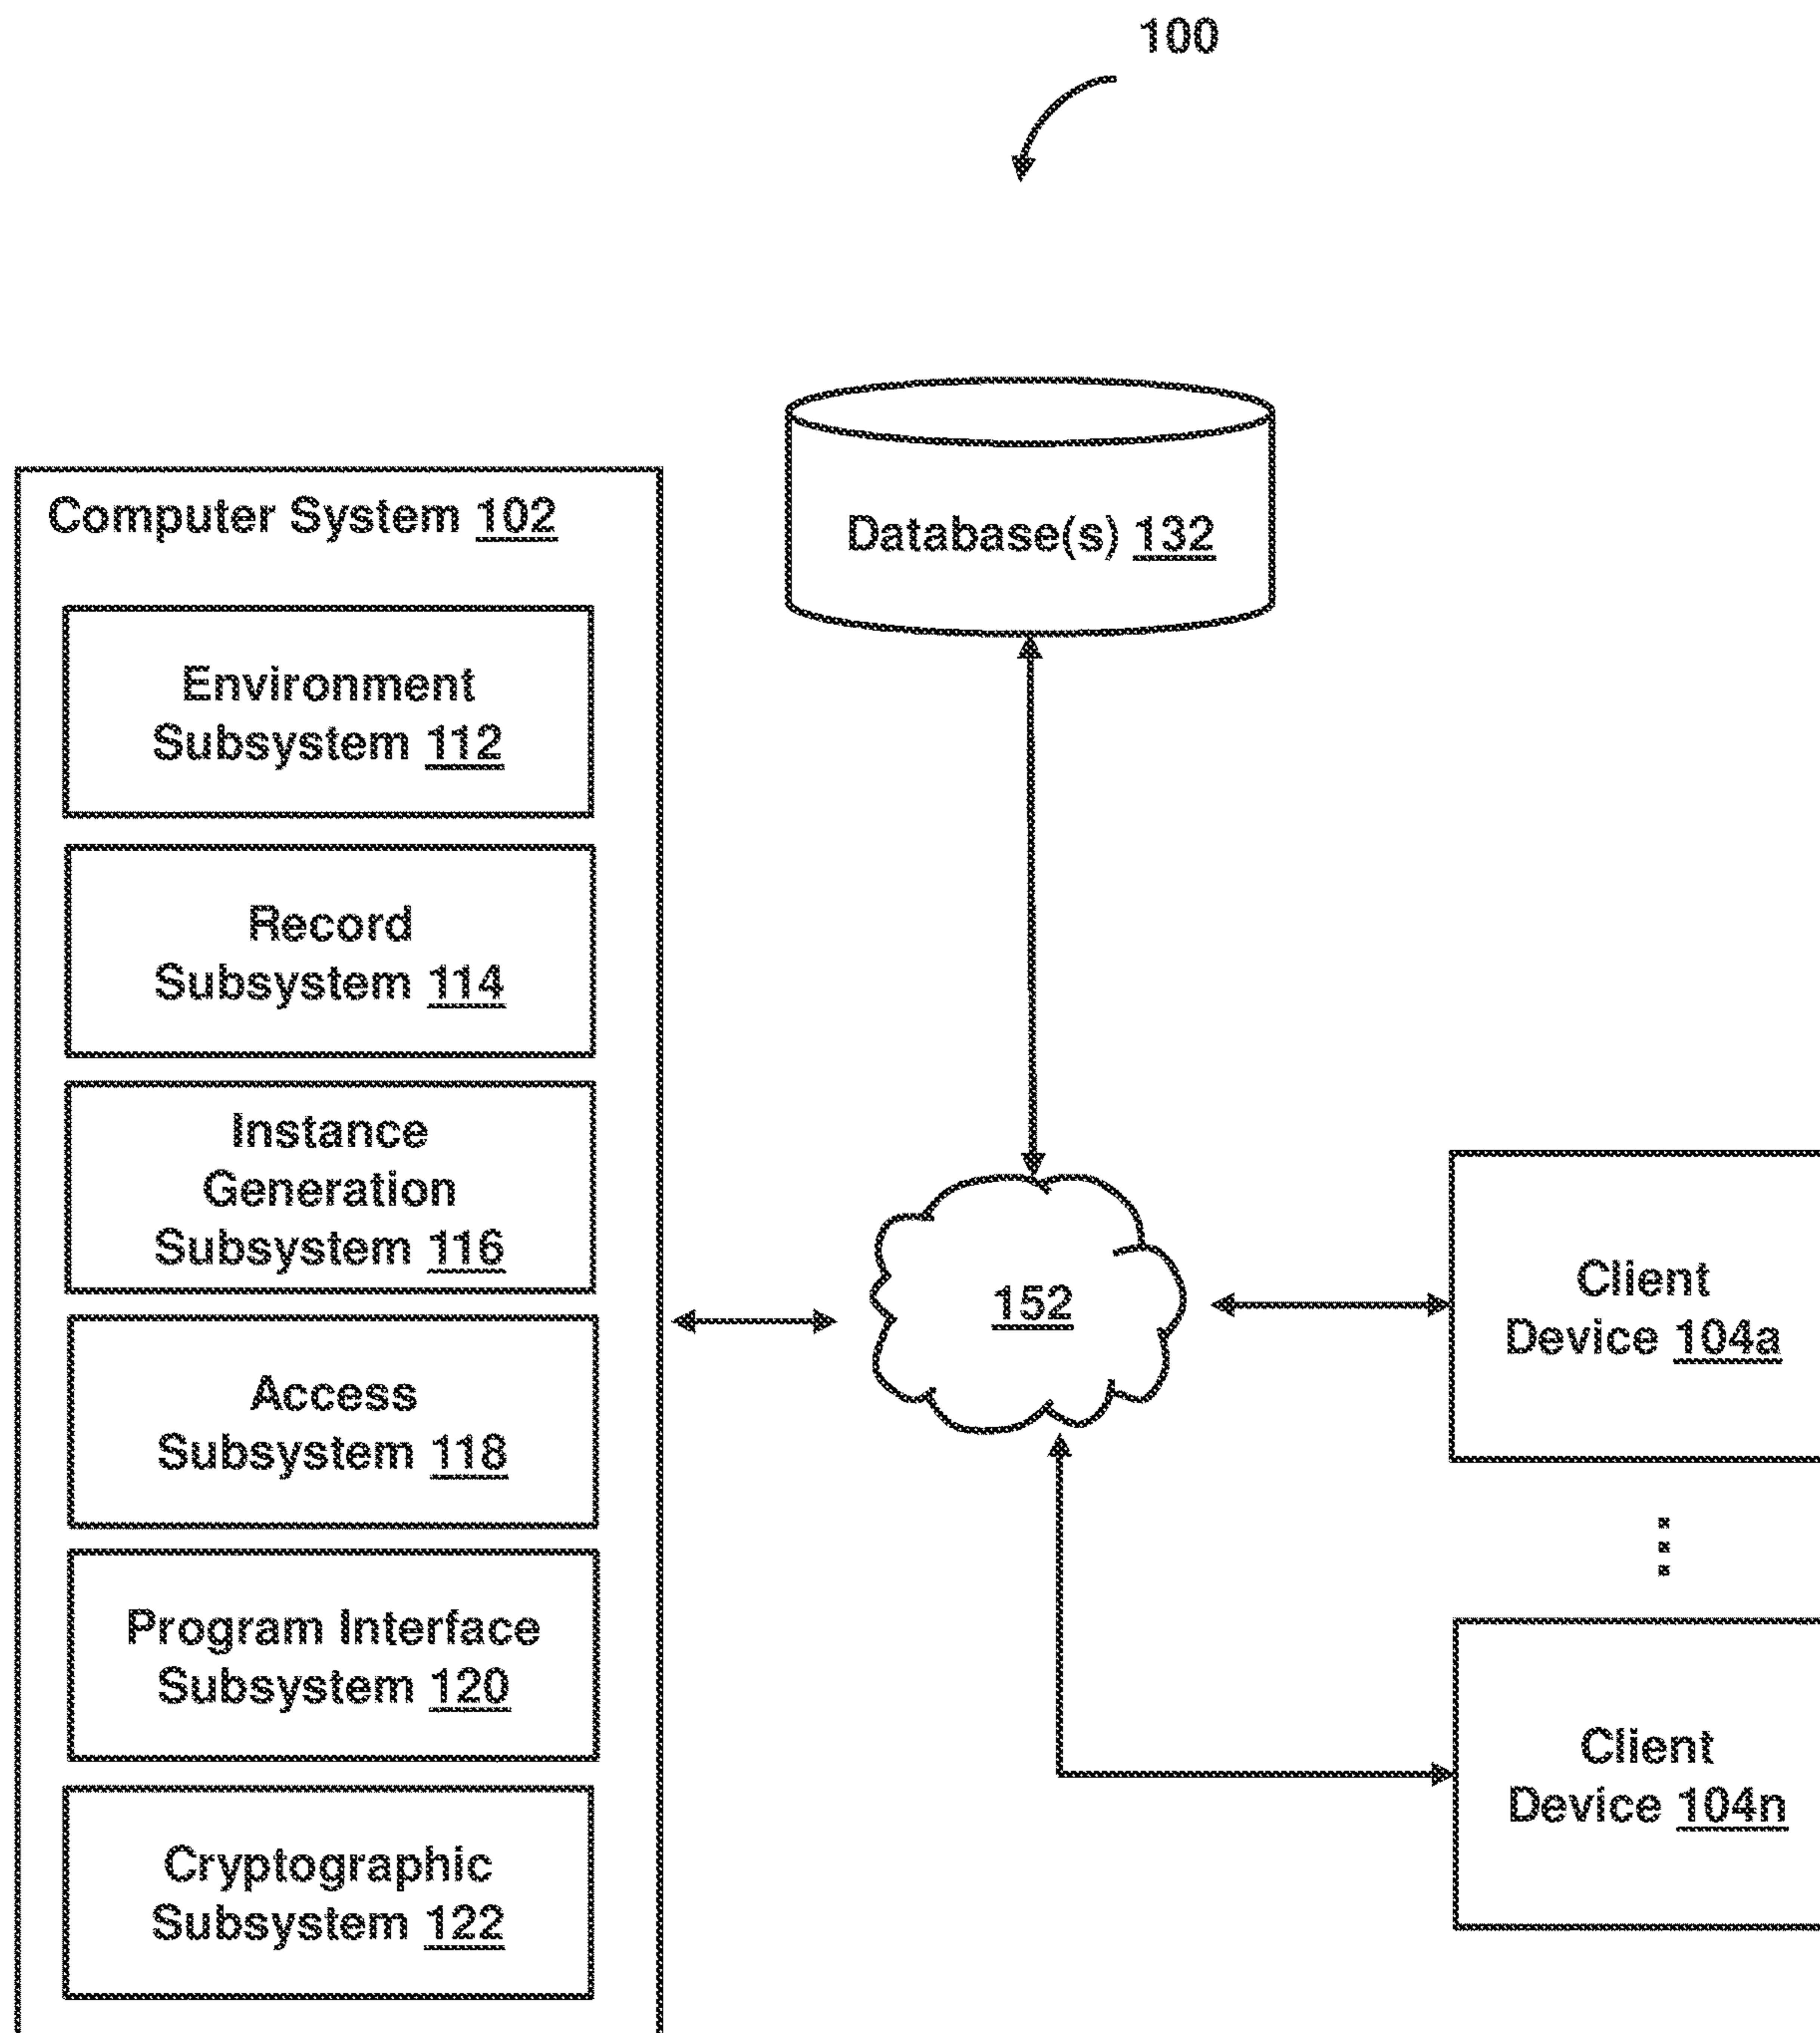 100
Database(s) 132
Computer System 102
Environment
Subsystem 112
Record
Subsystem 114
Instance
Generation
Subsystem 116
Access
Subsystem 118
Program Interface
Subsystem 120
Cryptographic
Subsystem 122
152
Client
Device 104a
Client
Device 104n